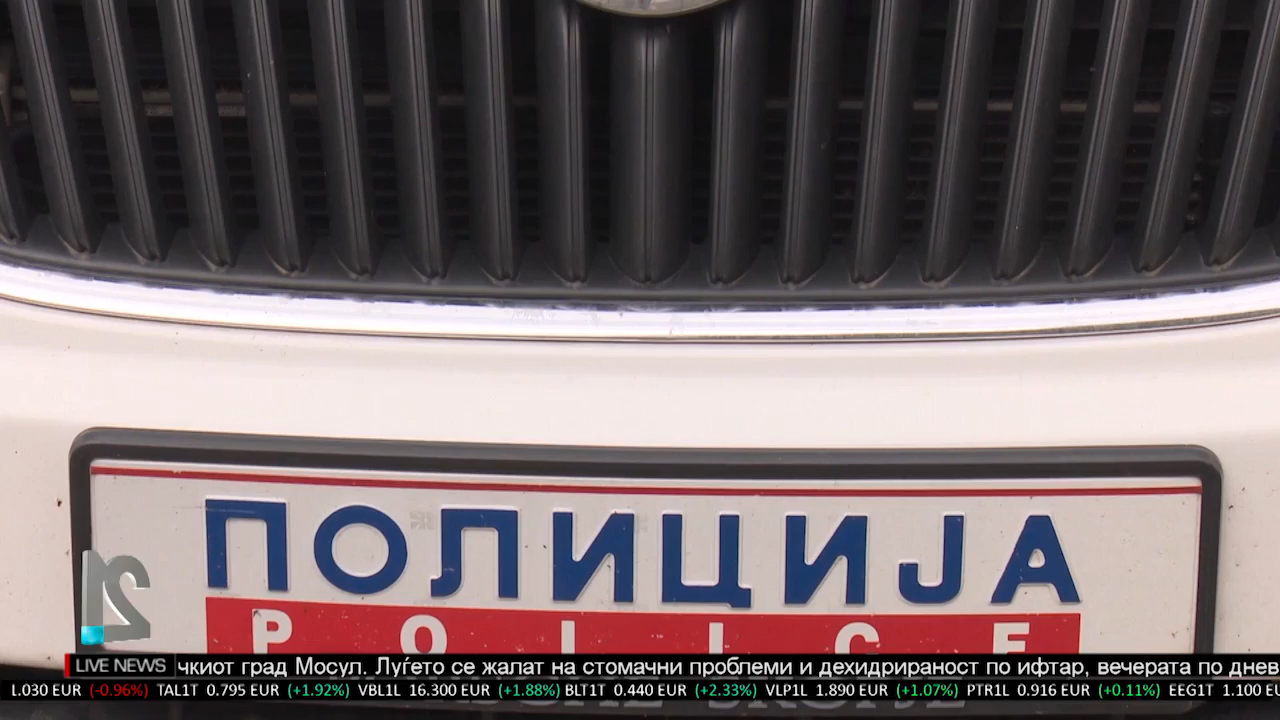 ПОЛИЦИЈА
POLICE
LIVE NEWS чкиот град Мосул. Луѓето се жалат на стомачни проблеми и дехидрираност по ифтар, вечерата по днев
L.030 EUR (-0.96%) TAL1T 0.795 EUR (+1.92%) VBL1L 16.300 EUR (+1.88%) BLT1T 0.440 EUR (+2.33%) VLP1L 1.890 EUR (+1.07%) PTR1L 0.916 EUR (+0.11%) EEG1T 1.100 EUR